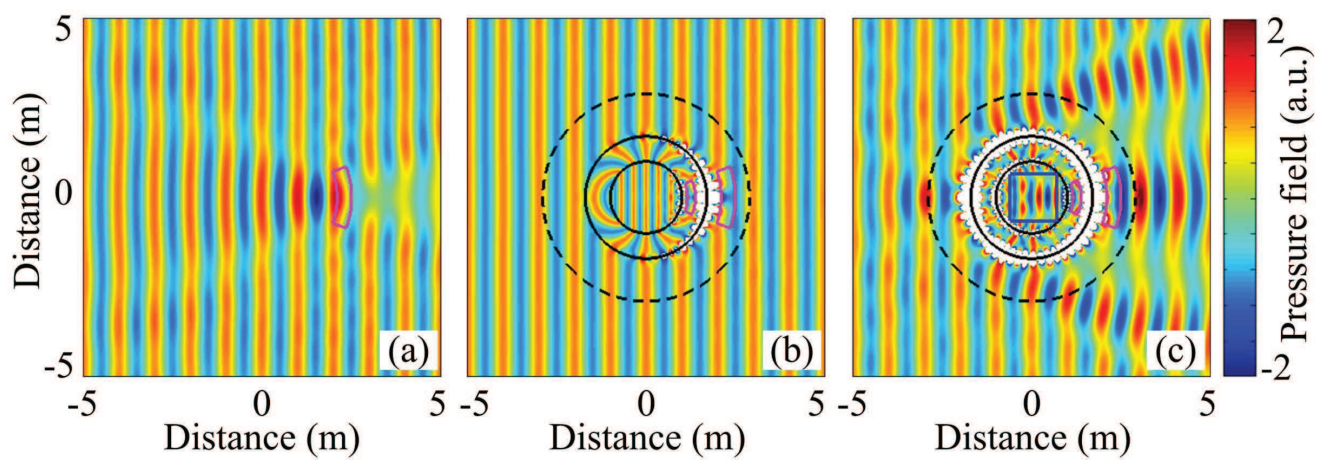 5
0
-5
Distance (m)
(a)
-5 0 5
Distance (m)
(b)
-5 0 5
Distance (m)
(c)
-5 0 5
Distance (m)
2
-2
Pressure field (a.u.)